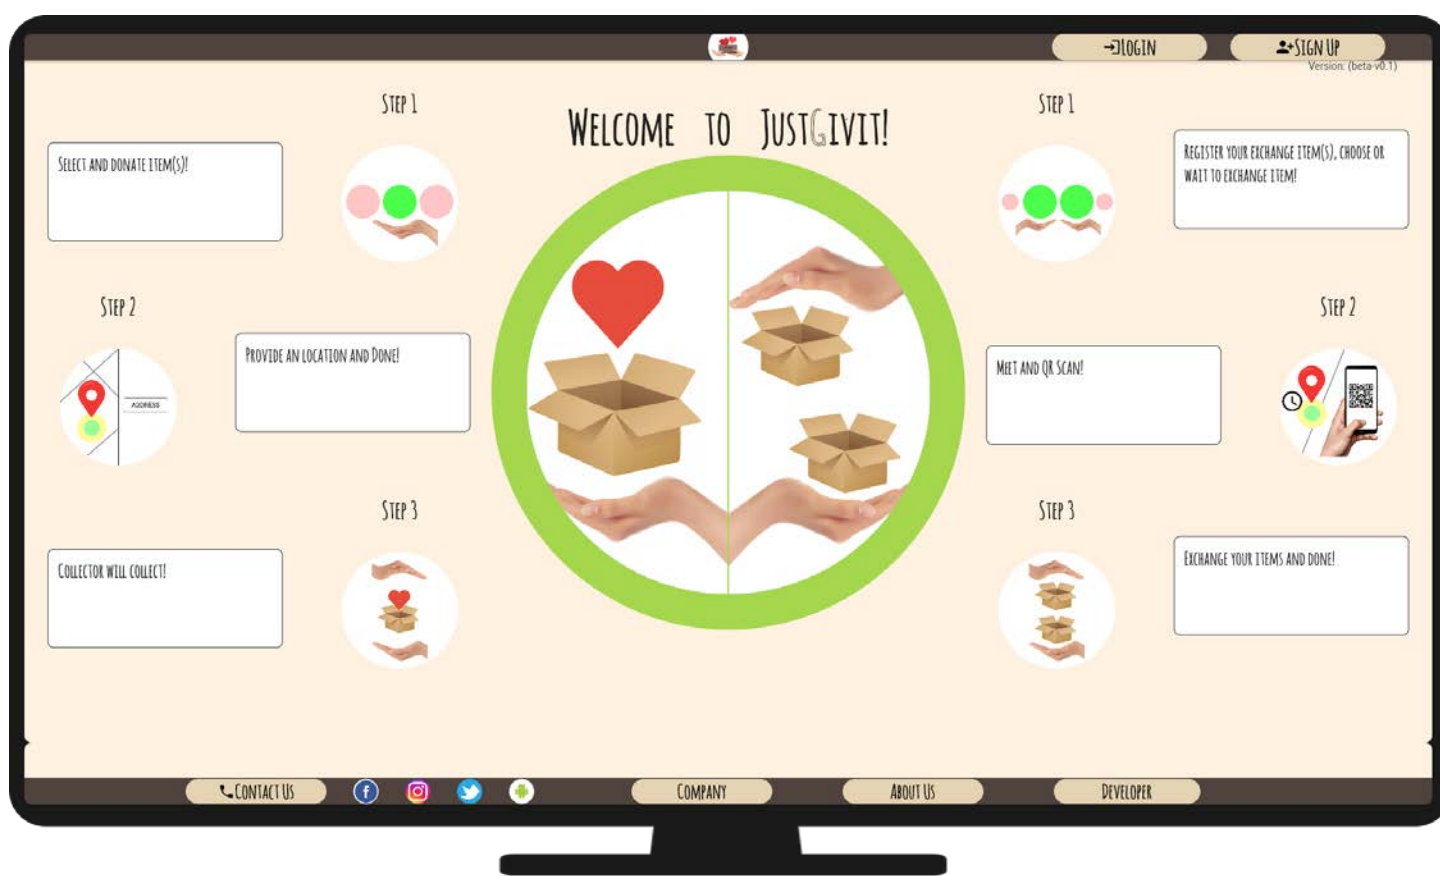 LOGIN
SIGN UP
Version: (beta-v0.1)
WELCOME TO JUSTGIVIT!
STEP 1
SELECT AND DONATE ITEM(S)!
STEP 2
PROVIDE AN LOCATION AND DONE!
ADDRESS
STEP 3
COLLECTOR WILL COLLECT!
STEP 1
REGISTER YOUR EXCHANGE ITEM(S), CHOOSE OR
WAIT TO EXCHANGE ITEM!
STEP 2
MEET AND QR SCAN!
STEP 3
EXCHANGE YOUR ITEMS AND DONE!
CONTACT US
COMPANY
ABOUT US
DEVELOPER